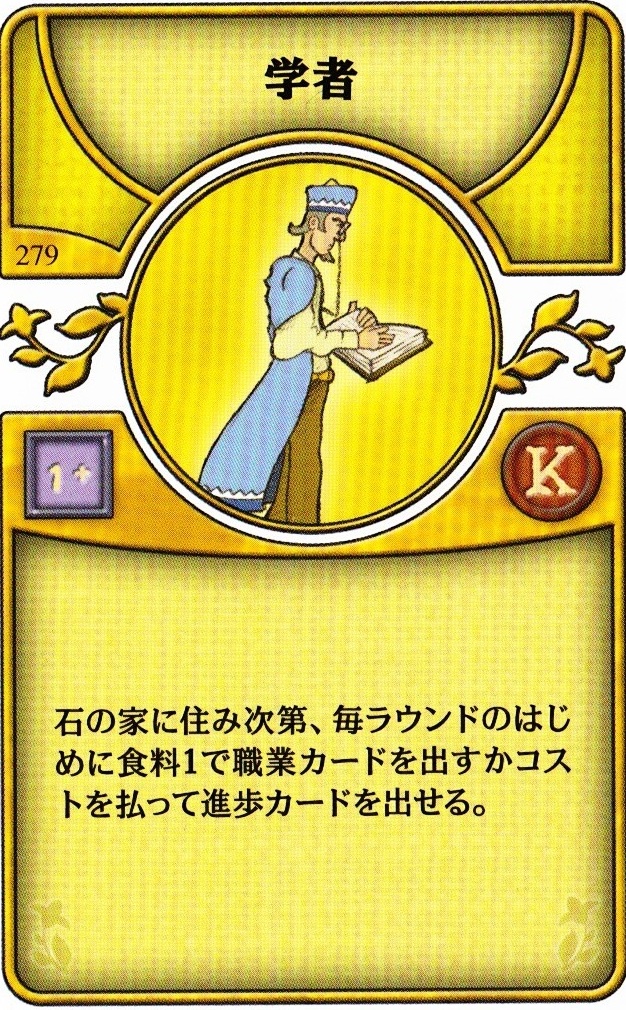 学者
279
1+
K
石の家に住み次第、毎ラウンドのはじ
めに食料1で職業カードを出すかコス
トを払って進歩カードを出せる。